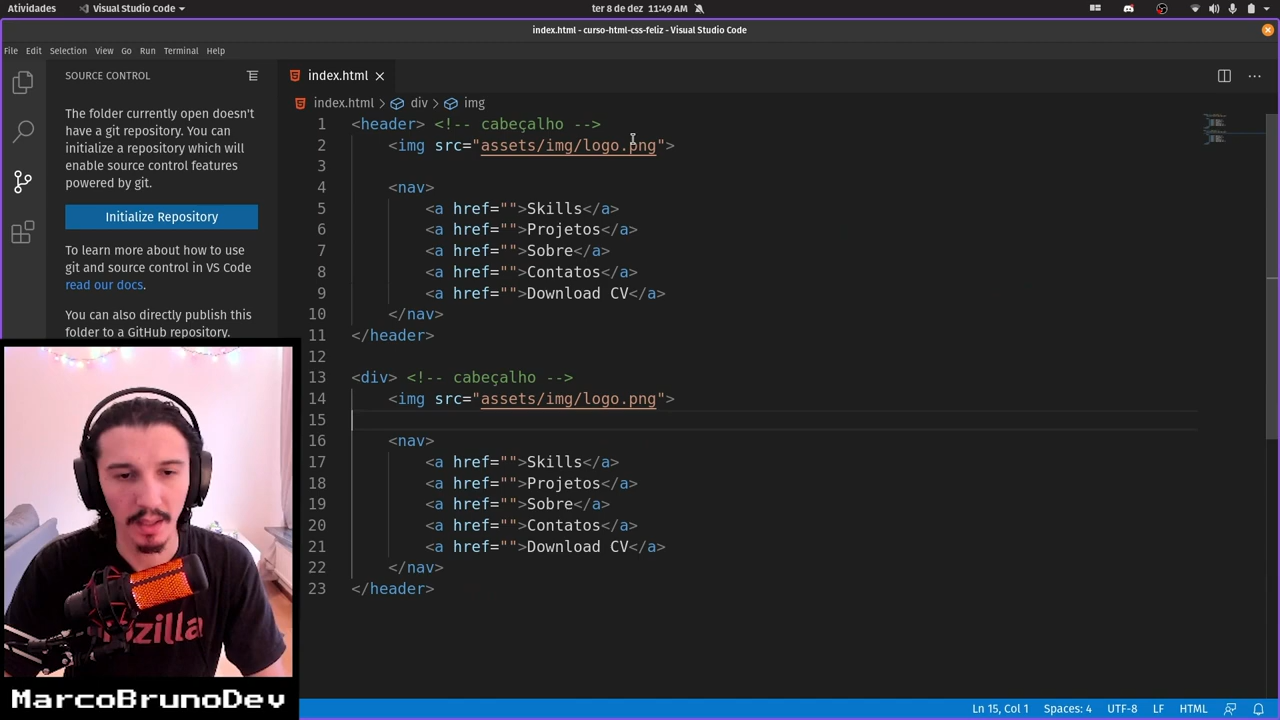 Atividades
Visual Studio Code
ter 8 de dez 11:49 AM
index.html - curso-html-css-feliz - Visual Studio Code
File Edit Selection View Go Run Terminal Help
SOURCE CONTROL
The folder currently open doesn't
have a git repository. You can
initialize a repository which will
enable source control features
powered by git.
Initialize Repository
To learn more about how to use
git and source control in VS Code
read our docs.
You can also directly publish this
folder to a GitHub repository.
index.html
index.html > div > img
1 <header> <!-- cabeçalho -->
2 <img src="assets/img/logo.png">
3
4 <nav>
5 <a href="">Skills</a>
6 <a href="">Projetos</a>
7 <a href="">Sobre</a>
8 <a href="">Contatos</a>
9 <a href="">Download CV</a>
10 </nav>
11 </header>
12
13 <div> <!-- cabeçalho -->
14 <img src="assets/img/logo.png">
15
16 <nav>
17 <a href="">Skills</a>
18 <a href="">Projetos</a>
19 <a href="">Sobre</a>
20 <a href="">Contatos</a>
21 <a href="">Download CV</a>
22 </nav>
23 </header>
MarcoBrunoDev
Ln 15, Col 1 Spaces: 4 UTF-8 LF HTML